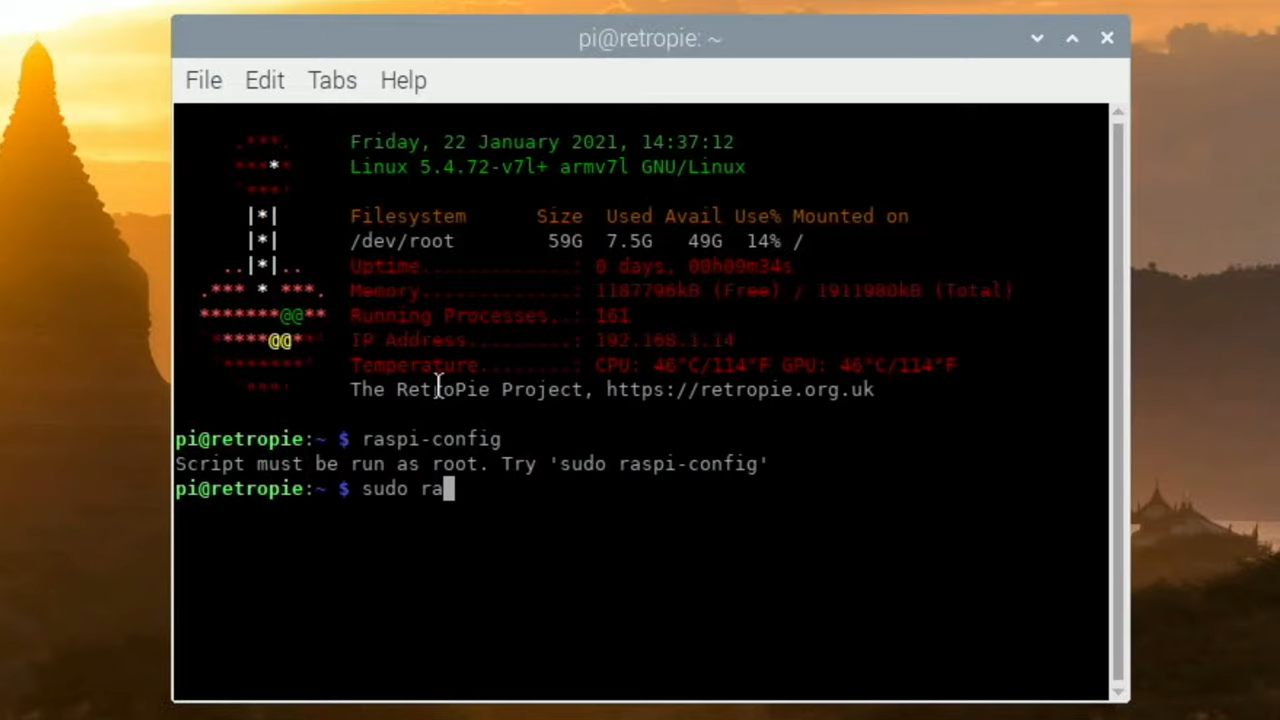 pi@retropie: ~
File Edit Tabs Help
.***. Friday, 22 January 2021, 14:37:12
***** Linux 5.4.72-v7l+ armv7l GNU/Linux
`***'
|*| Filesystem Size Used Avail Use% Mounted on
|*| /dev/root 59G 7.5G 49G 14% /
..|*|.. Uptime.............: 0 days, 00h09m34s
.*** * ***. Memory.............: 1187796kB (Free) / 1911980kB (Total)
*******@@** Running Processes..: 161
`*****@@*' IP Address.........: 192.168.1.14
`*******' Temperature........: CPU: 46°C/114°F GPU: 46°C/114°F
`***' The RetroPie Project, https://retropie.org.uk
pi@retropie:~ $ raspi-config
Script must be run as root. Try 'sudo raspi-config'
pi@retropie:~ $ sudo ra